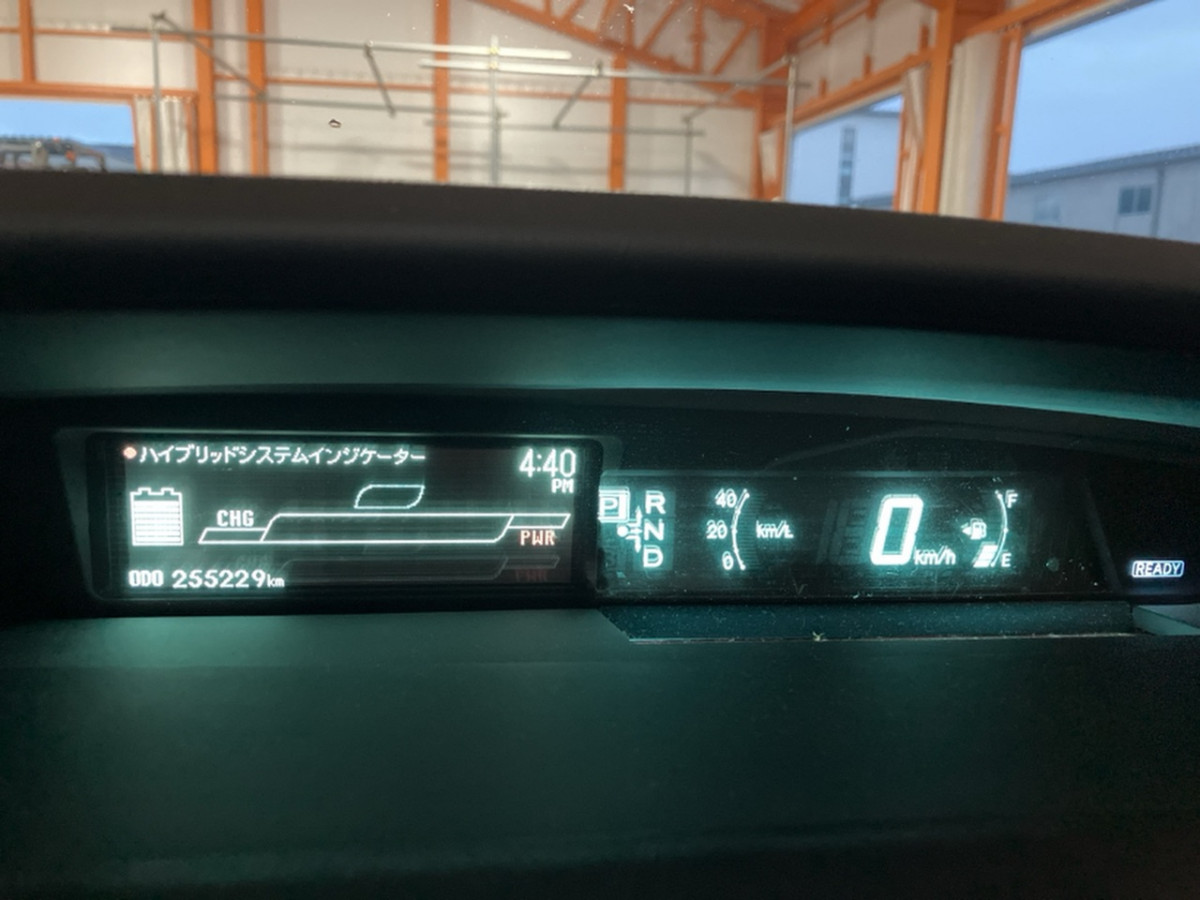 ハイブリッドシステムインジケーター
4:40
PM
CHG
PWR
ODO 255229km
P
R
N
D
40
20
0
km/L
0 km/h
F
E
READY